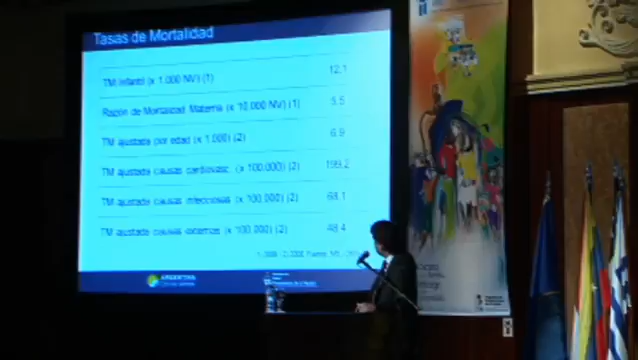 Tasas de Mortalidad
TM Infantil (x 1.000 NV) (1) 12.1
Razón de Mortalidad Materna (x 10.000 NV) (1) 5.5
TM ajustada por edad (x 1.000) (2) 6.9
TM ajustada causas cardiovasc. (x 100.000) (2) 199.2
TM ajustada causas infecciosas (x 100.000) (2) 68.1
TM ajustada causas externas (x 100.000) (2) 48.4
ARGENTINA